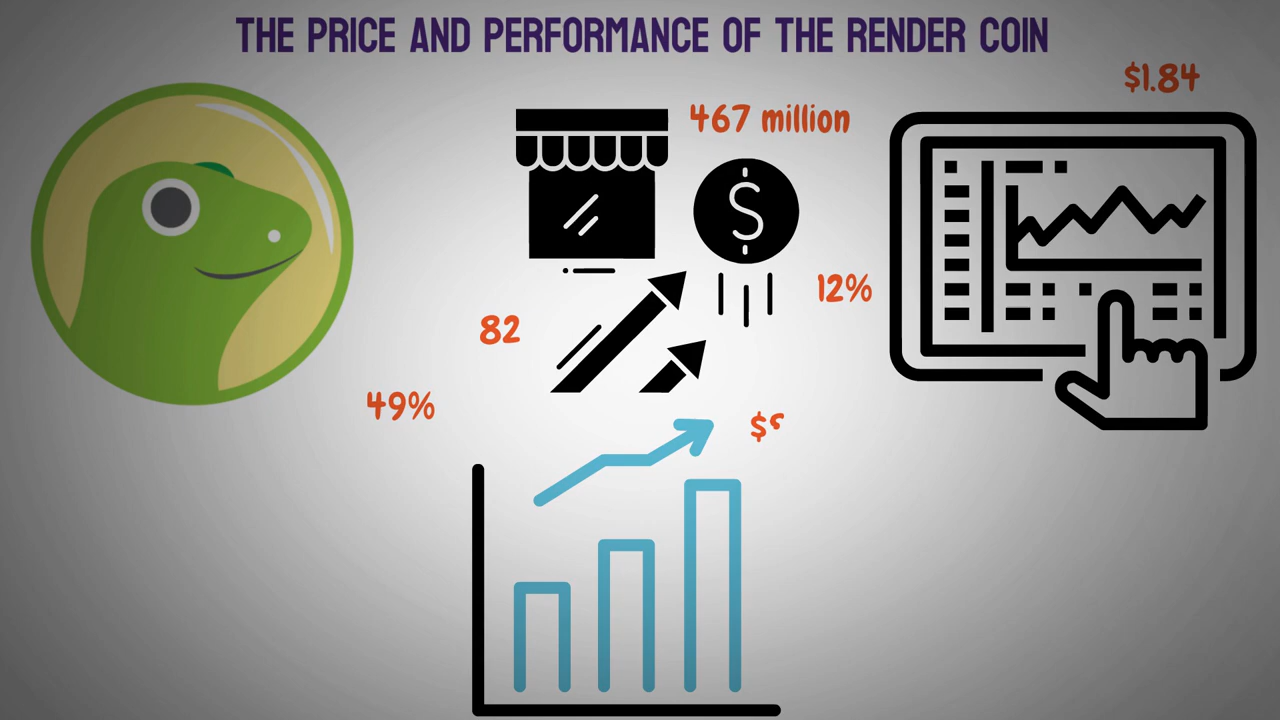 THE PRICE AND PERFORMANCE OF THE RENDER COIN
$1.84
467 million
12%
82
49%
$